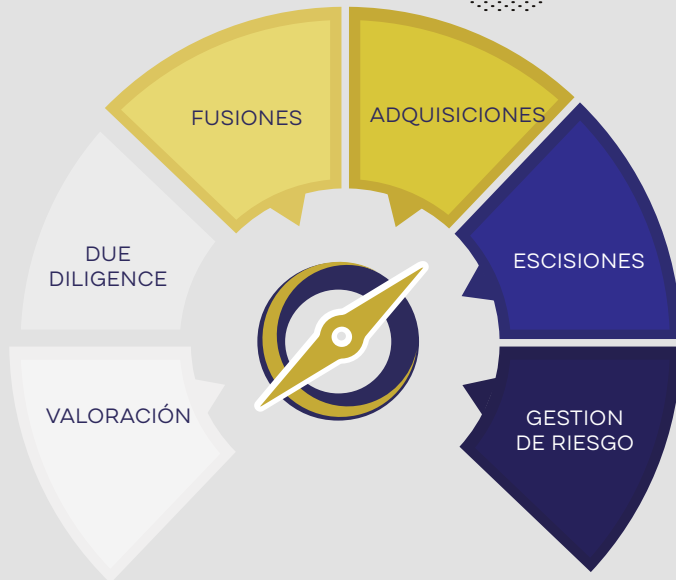 FUSIONES
ADQUISICIONES
DUE
DILIGENCE
ESCISIONES
VALORACIÓN
GESTION
DE RIESGO